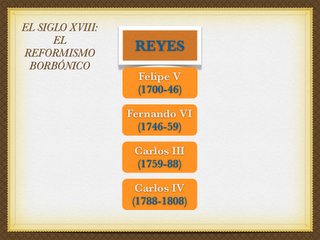 EL SIGLO XVIII:
EL
REFORMISMO
BORBÓNICO
REYES
Felipe V
(1700-46)
Fernando VI
(1746-59)
Carlos III
(1759-88)
Carlos IV
(1788-1808)